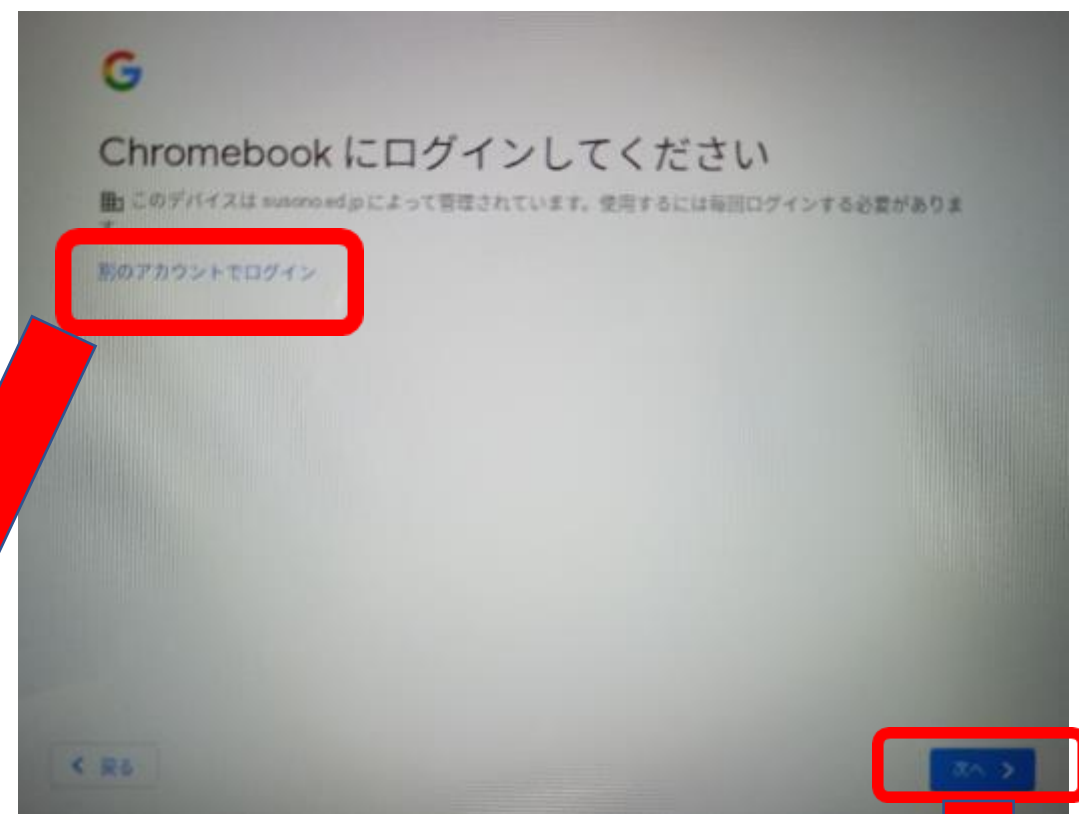 Chromebook にログインしてください
このデバイスは susono.ed.jp によって管理されています。使用するには毎回ログインする必要がありま
す
別のアカウントでログイン
戻る
次へ